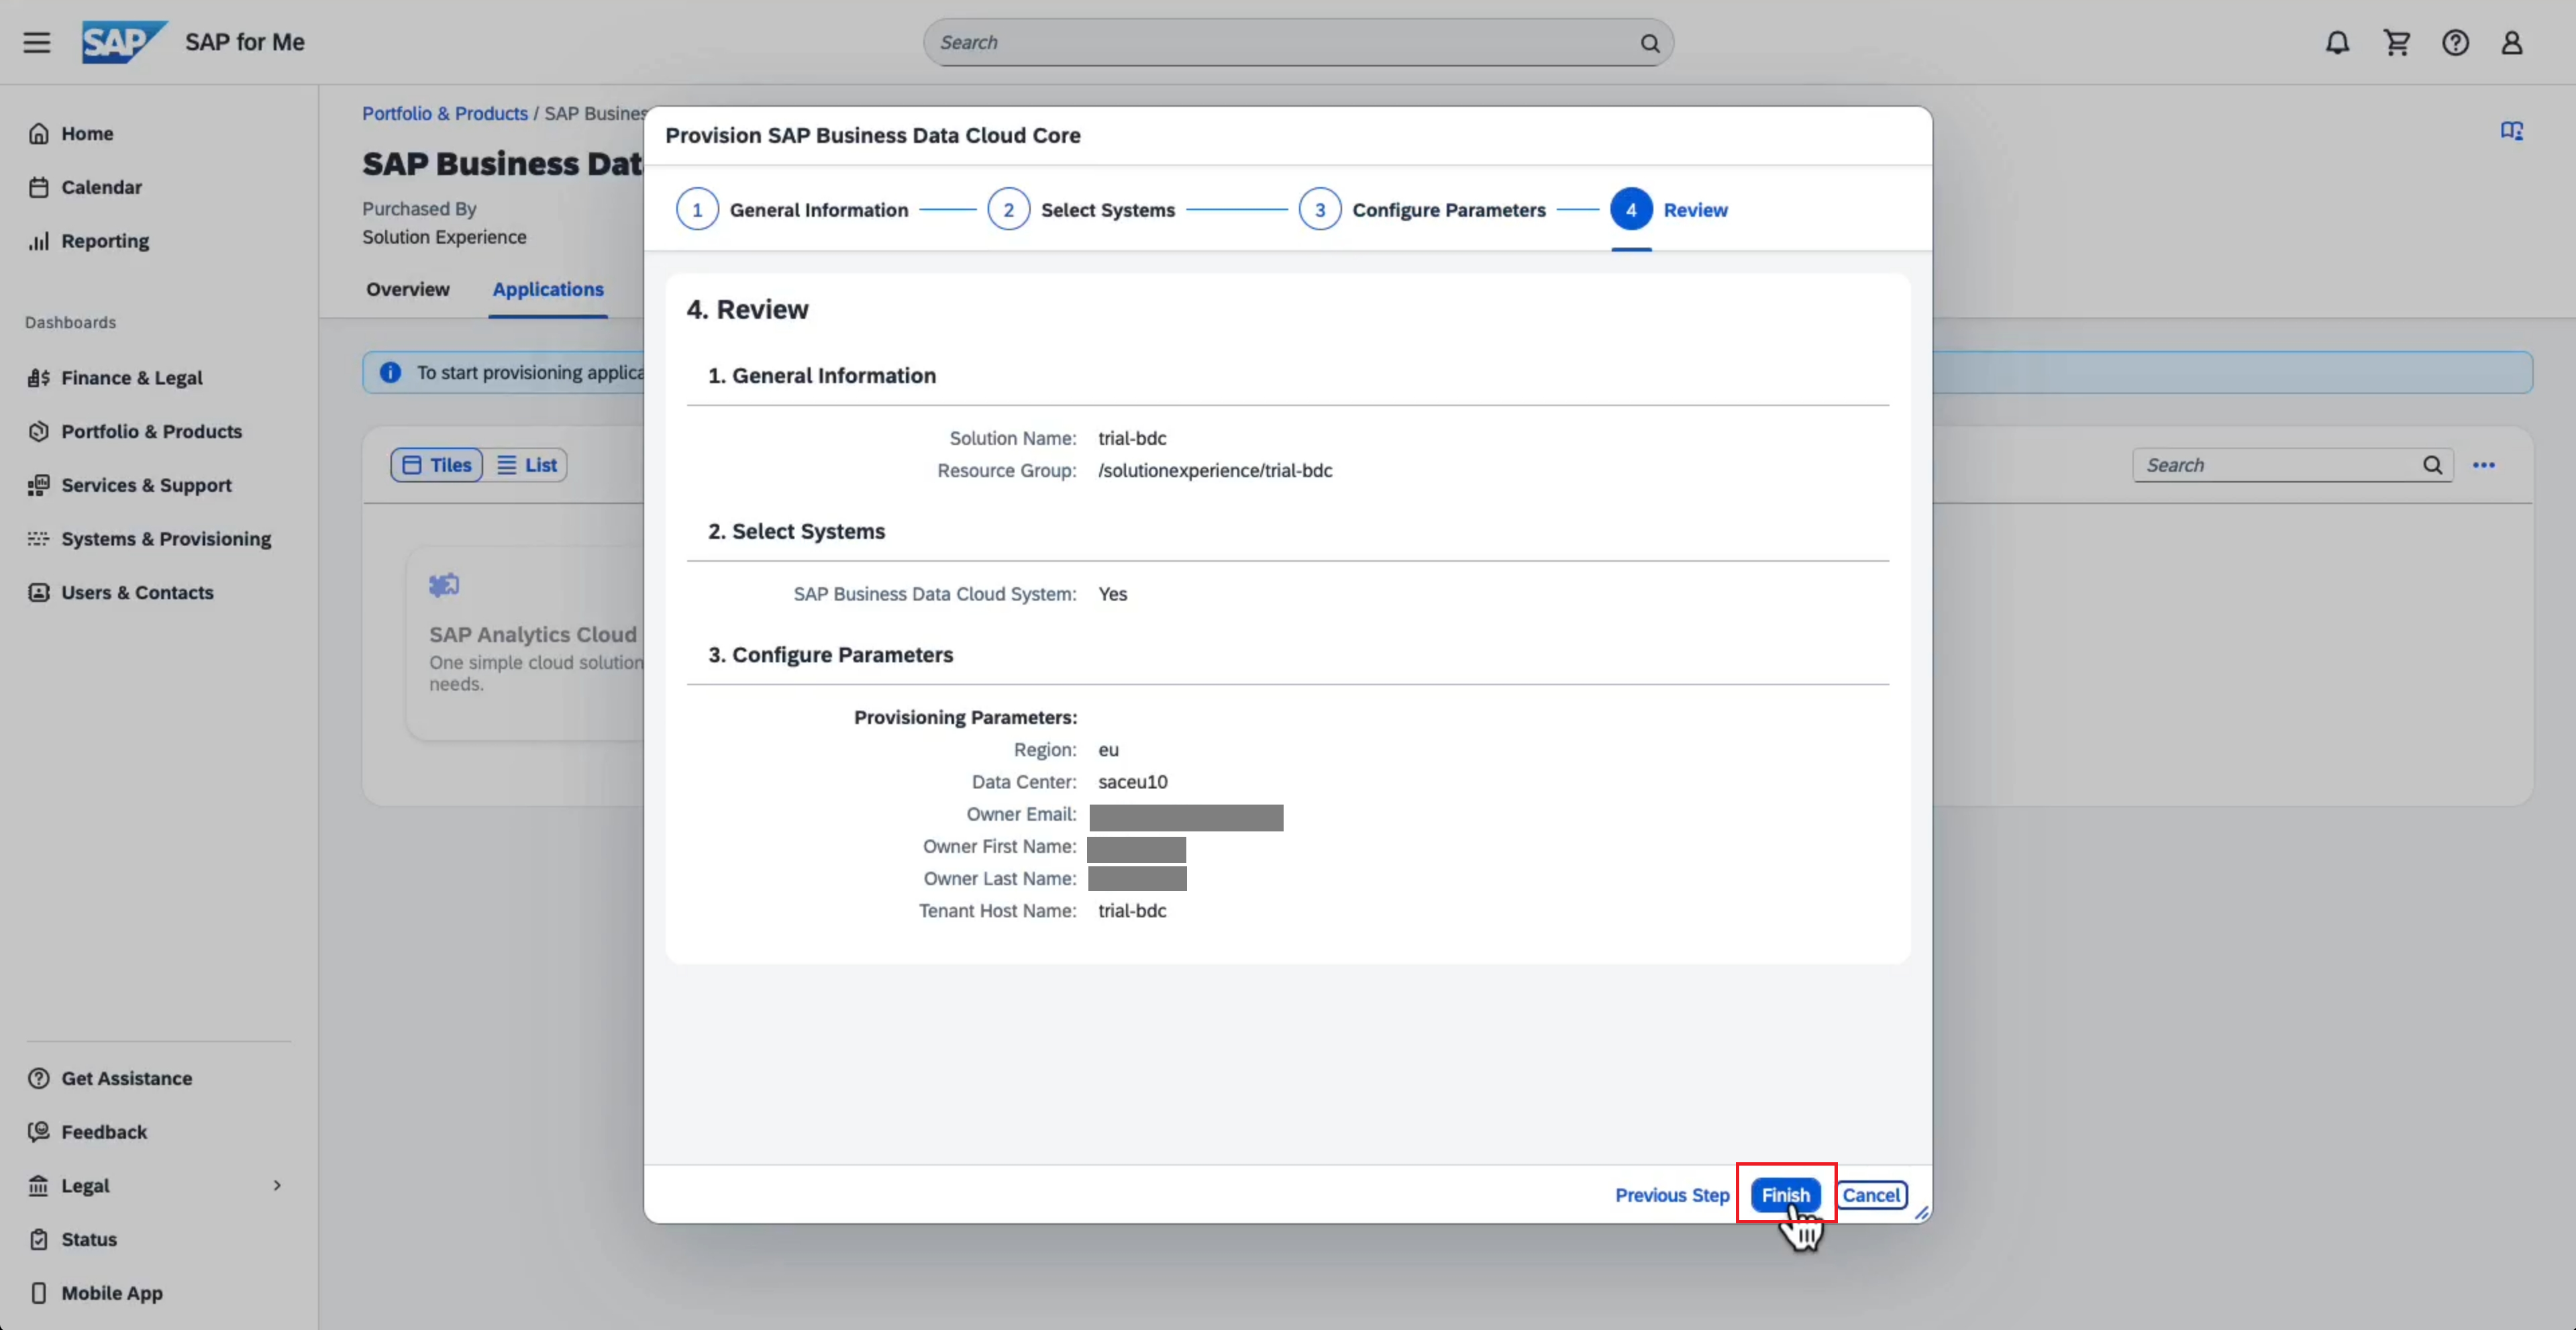 SAP SAP for Me
Search
Home
Calendar
Reporting
Dashboards
Finance & Legal
Portfolio & Products
Services & Support
Systems & Provisioning
Users & Contacts
Get Assistance
Feedback
Legal
Status
Mobile App
Portfolio & Products / SAP Busines
SAP Business Dat
Purchased By
Solution Experience
Overview Applications
To start provisioning applica
Tiles List
Search
SAP Analytics Cloud
One simple cloud solution
needs.
Provision SAP Business Data Cloud Core
1 General Information 2 Select Systems 3 Configure Parameters 4 Review
4. Review
1. General Information
Solution Name: trial-bdc
Resource Group: /solutionexperience/trial-bdc
2. Select Systems
SAP Business Data Cloud System: Yes
3. Configure Parameters
Provisioning Parameters:
Region: eu
Data Center: saceu10
Owner Email:
Owner First Name:
Owner Last Name:
Tenant Host Name: trial-bdc
Previous Step Finish Cancel